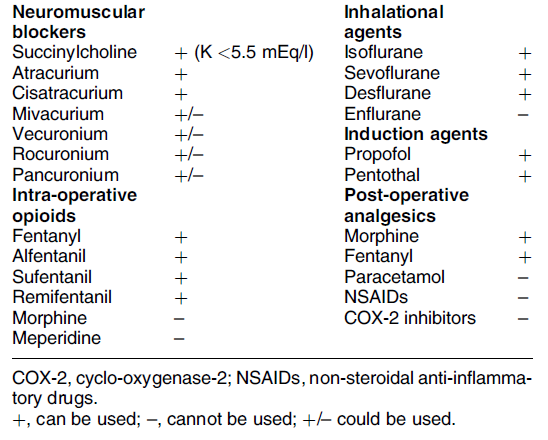 Neuromuscular
blockers
Succinylcholine + (K <5.5 mEq/l)
Atracurium +
Cisatracurium +
Mivacurium +/–
Vecuronium +/–
Rocuronium +/–
Pancuronium +/–
Intra-operative
opioids
Fentanyl +
Alfentanil +
Sufentanil +
Remifentanil +
Morphine –
Meperidine –
Inhalational
agents
Isoflurane +
Sevoflurane +
Desflurane +
Enflurane –
Induction agents
Propofol +
Pentothal +
Post-operative
analgesics
Morphine +
Fentanyl +
Paracetamol –
NSAIDs –
COX-2 inhibitors –
COX-2, cyclo-oxygenase-2; NSAIDs, non-steroidal anti-inflamma-
tory drugs.
+, can be used; –, cannot be used; +/– could be used.